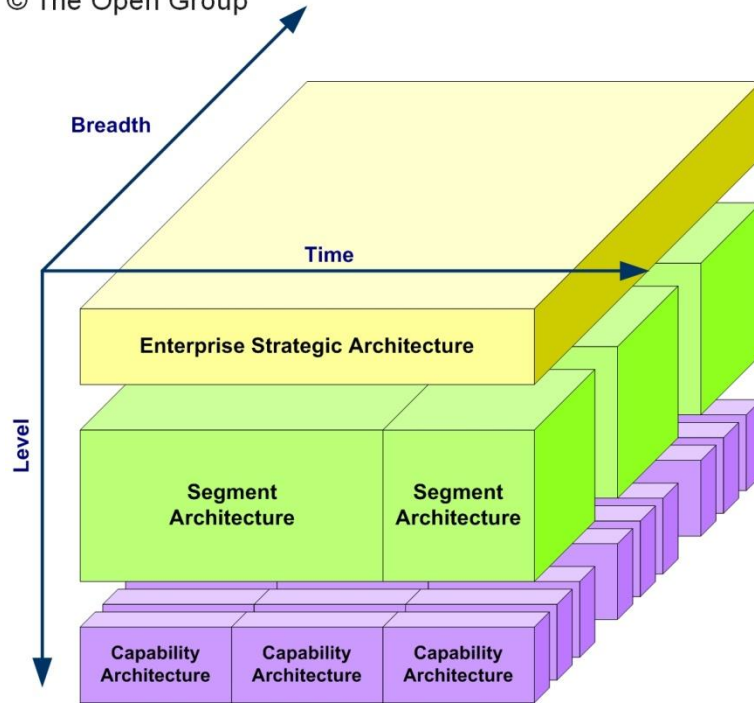 © The Open Group
Breadth
Time
Enterprise Strategic Architecture
Level
Segment
Architecture
Segment
Architecture
Capability
Architecture
Capability
Architecture
Capability
Architecture